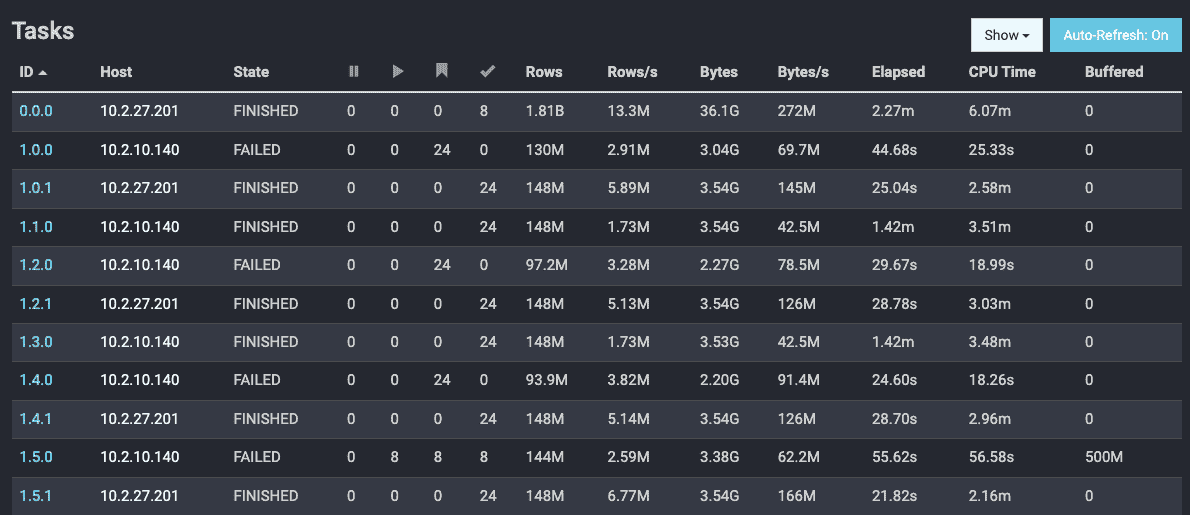 Tasks
Show Auto-Refresh: On
ID Host State Rows Rows/s Bytes Bytes/s Elapsed CPU Time Buffered
0.0.0 10.2.27.201 FINISHED 0 0 0 8 1.81B 13.3M 36.1G 272M 2.27m 6.07m 0
1.0.0 10.2.10.140 FAILED 0 0 24 0 130M 2.91M 3.04G 69.7M 44.68s 25.33s 0
1.0.1 10.2.27.201 FINISHED 0 0 0 24 148M 5.89M 3.54G 145M 25.04s 2.58m 0
1.1.0 10.2.10.140 FINISHED 0 0 0 24 148M 1.73M 3.54G 42.5M 1.42m 3.51m 0
1.2.0 10.2.10.140 FAILED 0 0 24 0 97.2M 3.28M 2.27G 78.5M 29.67s 18.99s 0
1.2.1 10.2.27.201 FINISHED 0 0 0 24 148M 5.13M 3.54G 126M 28.78s 3.03m 0
1.3.0 10.2.10.140 FINISHED 0 0 0 24 148M 1.73M 3.53G 42.5M 1.42m 3.48m 0
1.4.0 10.2.10.140 FAILED 0 0 24 0 93.9M 3.82M 2.20G 91.4M 24.60s 18.26s 0
1.4.1 10.2.27.201 FINISHED 0 0 0 24 148M 5.14M 3.54G 126M 28.70s 2.96m 0
1.5.0 10.2.10.140 FAILED 0 8 8 8 144M 2.59M 3.38G 62.2M 55.62s 56.58s 500M
1.5.1 10.2.27.201 FINISHED 0 0 0 24 148M 6.77M 3.54G 166M 21.82s 2.16m 0